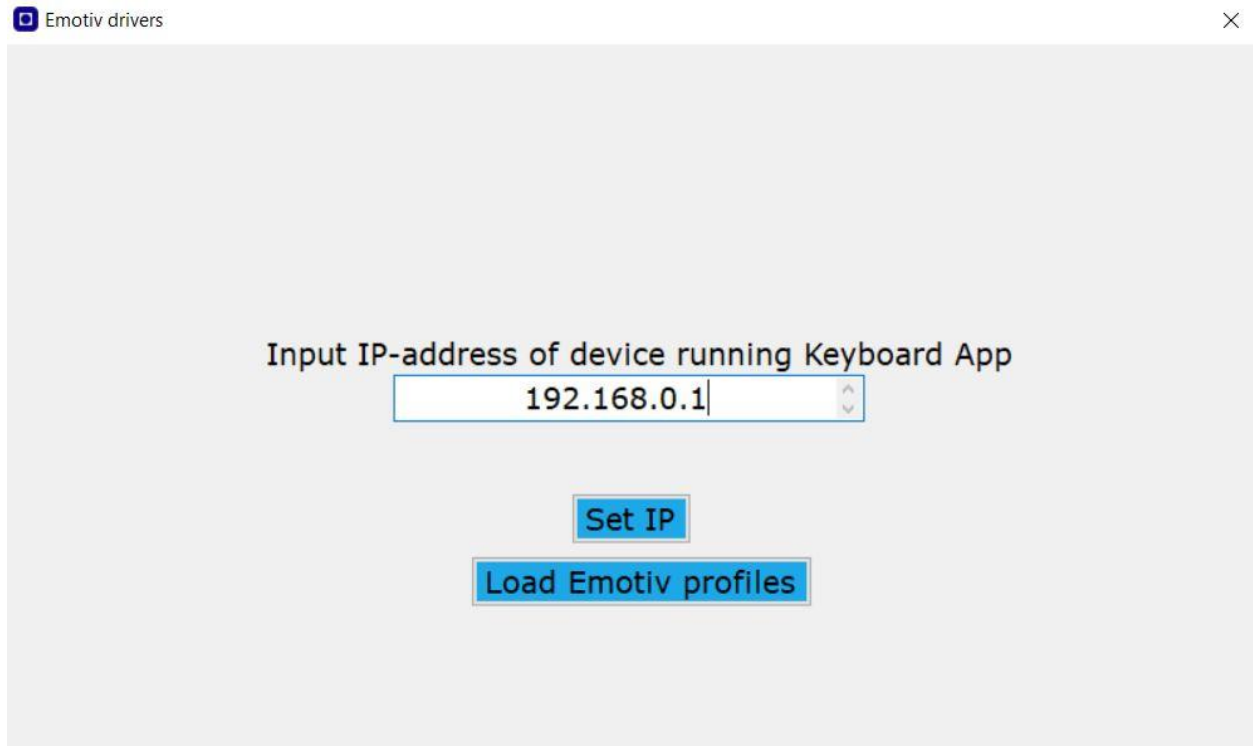 Emotiv drivers
Input IP-address of device running Keyboard App
192.168.0.1
Set IP
Load Emotiv profiles